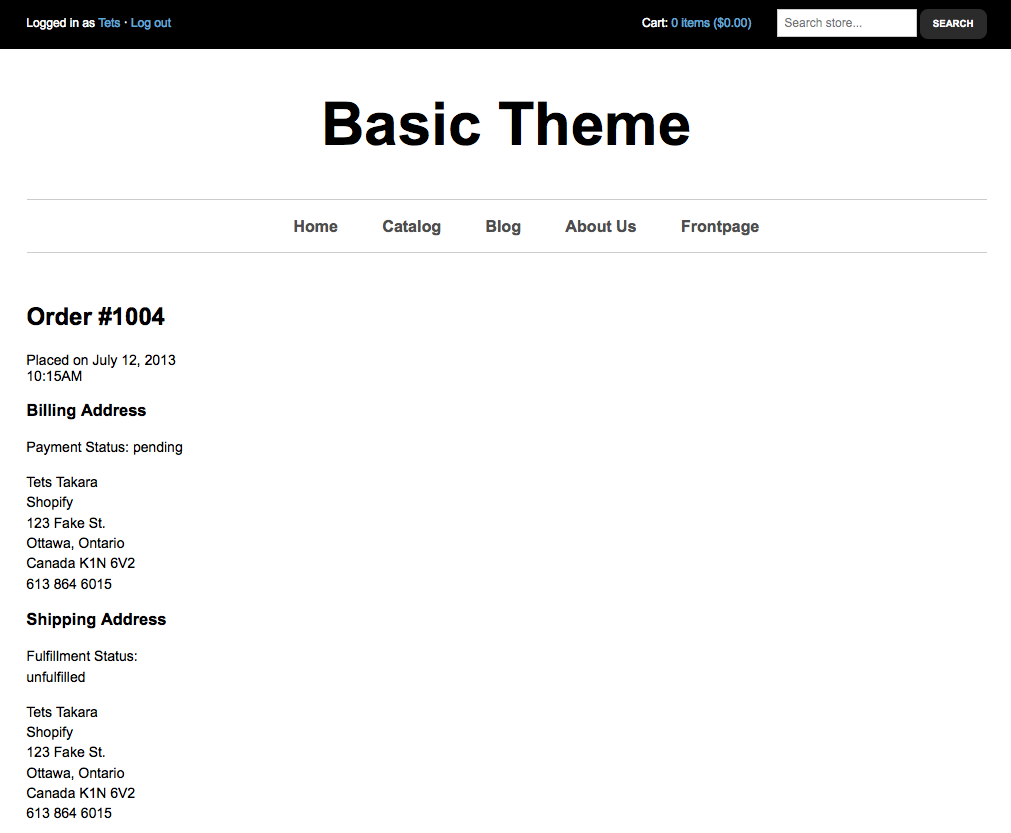 Logged in as Tets · Log out
Cart: 0 items ($0.00)
Search store...
SEARCH
Basic Theme
Home Catalog Blog About Us Frontpage
Order #1004
Placed on July 12, 2013
10:15AM
Billing Address
Payment Status: pending
Tets Takara
Shopify
123 Fake St.
Ottawa, Ontario
Canada K1N 6V2
613 864 6015
Shipping Address
Fulfillment Status:
unfulfilled
Tets Takara
Shopify
123 Fake St.
Ottawa, Ontario
Canada K1N 6V2
613 864 6015